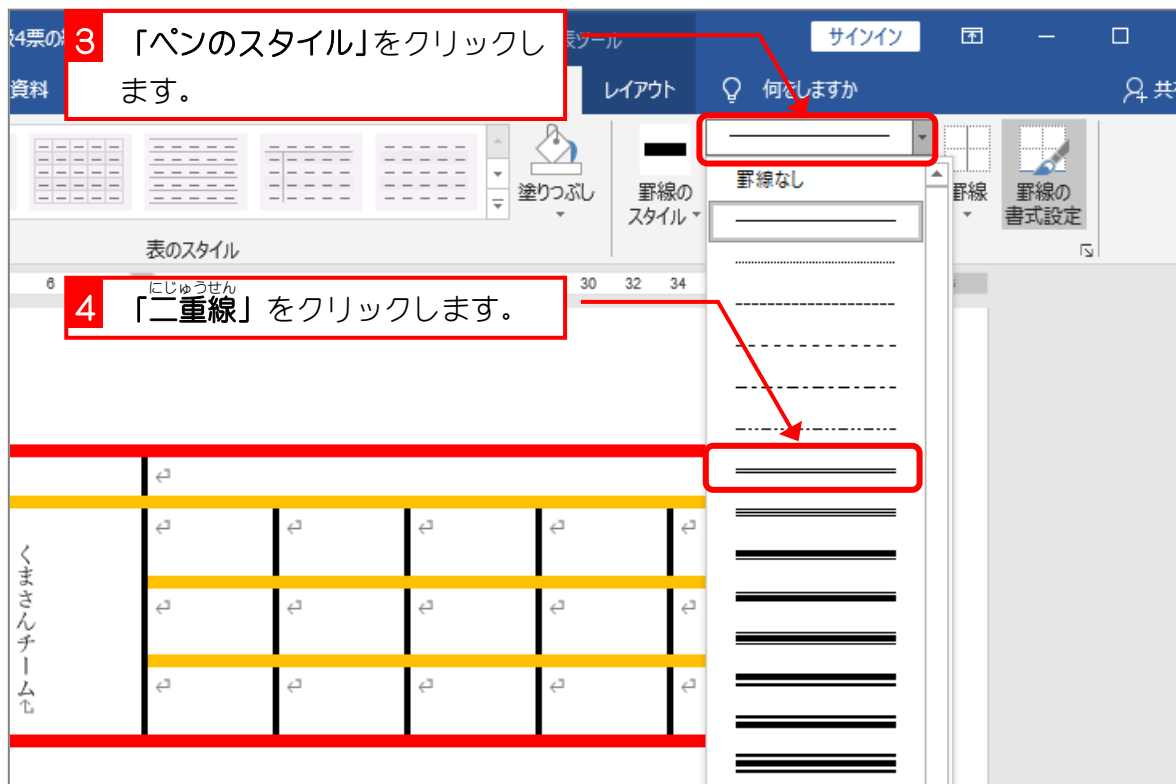 3 「ペンのスタイル」をクリックし
ます。
表ツール
サインイン
資料
レイアウト
何をしますか
塗りつぶし
罫線の
スタイル
罫線なし
罫線
罫線の
書式設定
表のスタイル
6
30 32 34
にじゅうせん
4 「二重線」をクリックします。
くまさんチーム